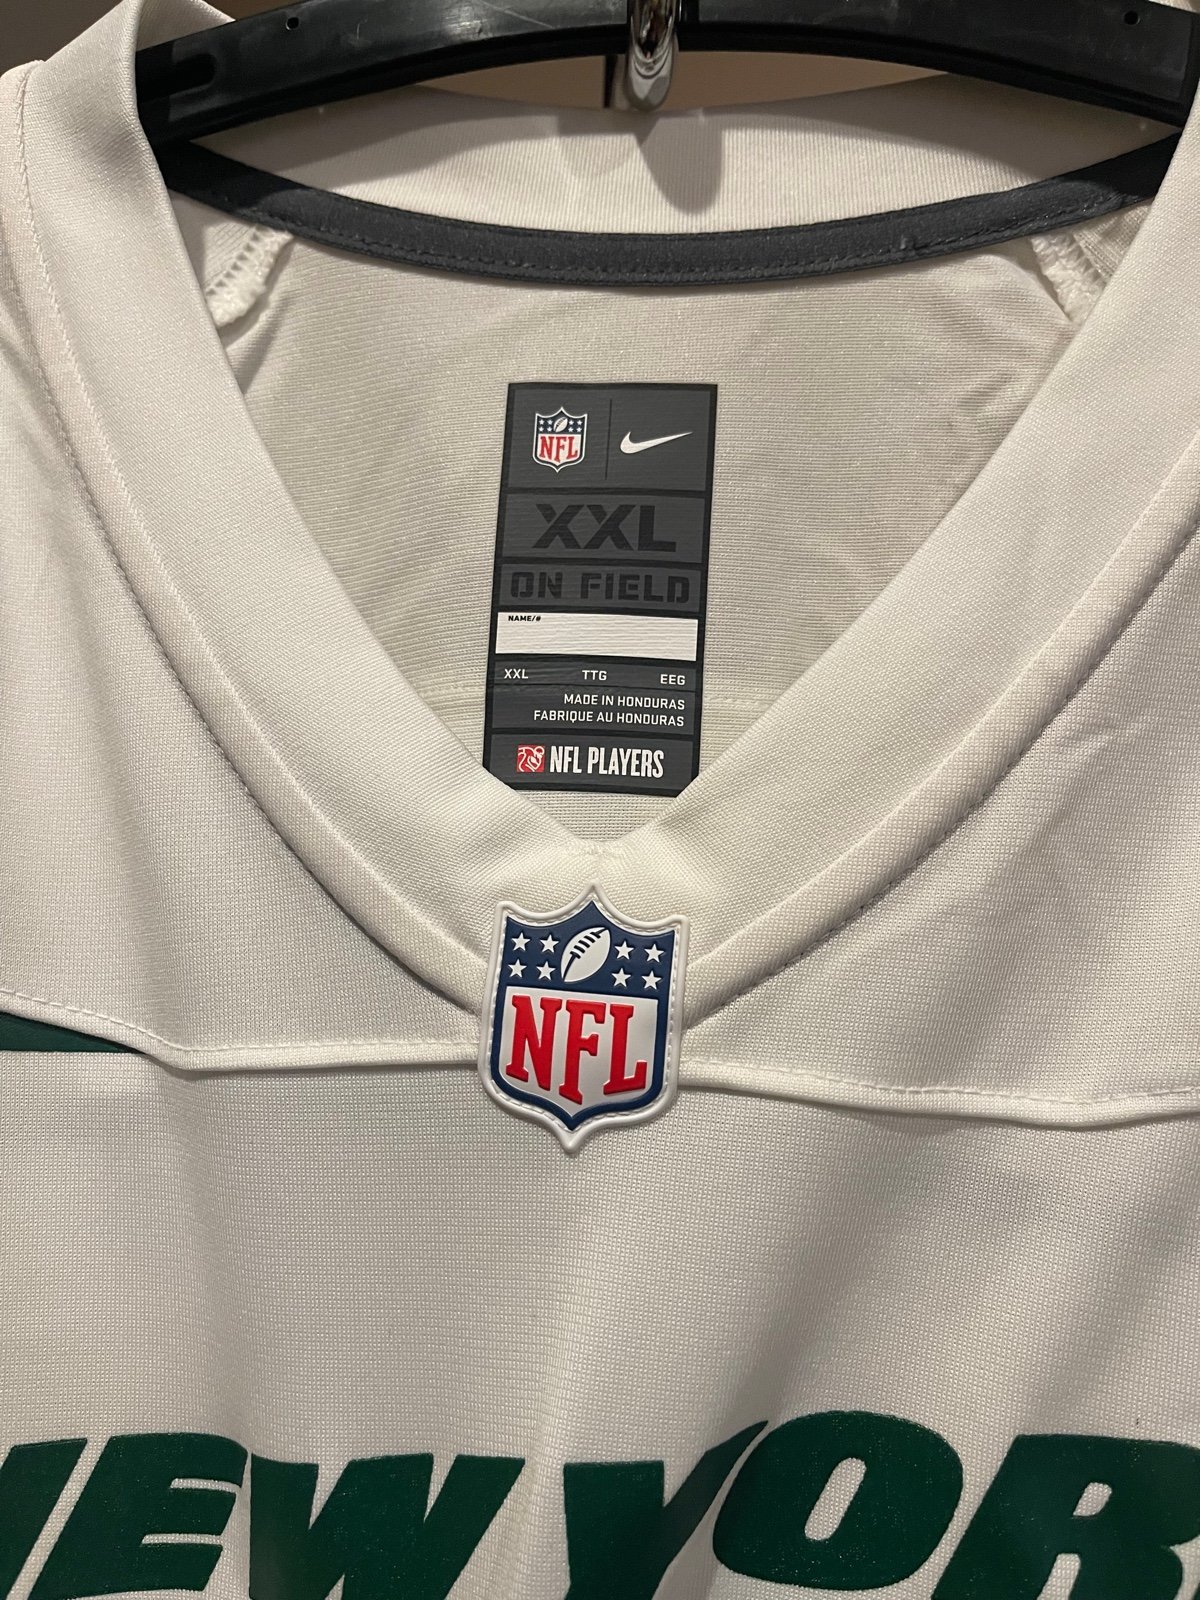 NFL
XXL
ON FIELD
NAME/#
XXL TTG EEG
MADE IN HONDURAS
FABRIQUE AU HONDURAS
NFL PLAYERS
NFL
NEW YOR